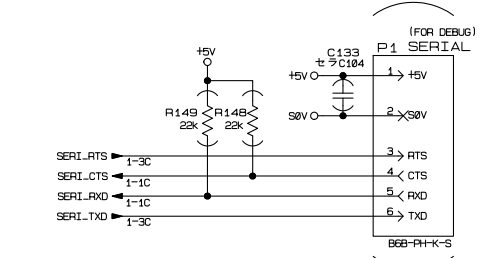 (FOR DEBUG)
P1 SERIAL
C133
セラC104
+5V
+5V
1 +5V
R149
22k
R148
22k
S0V
2 S0V
SERI_RTS
1-3C
3 RTS
SERI_CTS
1-1C
4 CTS
SERI_RXD
1-1C
5 RXD
SERI_TXD
1-3C
6 TXD
B6B-PH-K-S